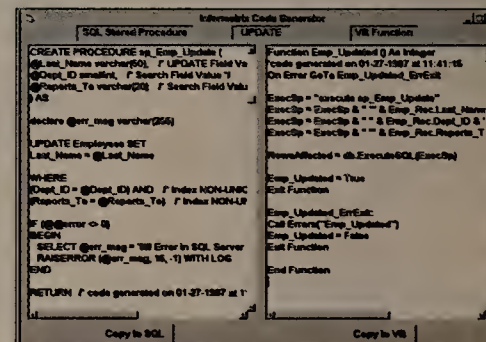 Informetrix Code Generator
SQL Stored Procedure
UPDATE
VB Function
CREATE PROCEDURE sp_Emp_Update (
@Last_Name varchar(50), /* UPDATE Field Va
@Dept_ID smallint, /* Search Field Value */
@Reports_To varchar(20) /* Search Field Valu
) AS
declare @err_msg varchar(255)
UPDATE Employees SET
Last_Name = @Last_Name
WHERE
(Dept_ID = @Dept_ID) AND /* Index NON-UNIQ
(Reports_To = @Reports_To) /* Index NON-U
IF (@@error <> 0)
BEGIN
SELECT @err_msg = Error in SQL Server
RAISERROR (@err_msg, 16, -1) WITH LOG
END
RETURN /* code generated on 01-27-1997 at 1
Copy to SQL
Function Emp_Updated () As Integer
'code generated on 01-27-1997 at 11:41:15
On Error GoTo Emp_Updated_ErrExit
ExecSp = "execute sp_Emp_Update"
ExecSp = ExecSp & " '" & Emp_Rec.Last_Name
ExecSp = ExecSp & " '" & Emp_Rec.Dept_ID & "
ExecSp = ExecSp & " '" & Emp_Rec.Reports_T
RowsAffected = db.ExecuteSQL(ExecSp)
Emp_Updated = True
Exit Function
Emp_Updated_ErrExit:
Call Errors("Emp_Updated")
Emp_Updated = False
Exit Function
End Function
Copy to VB